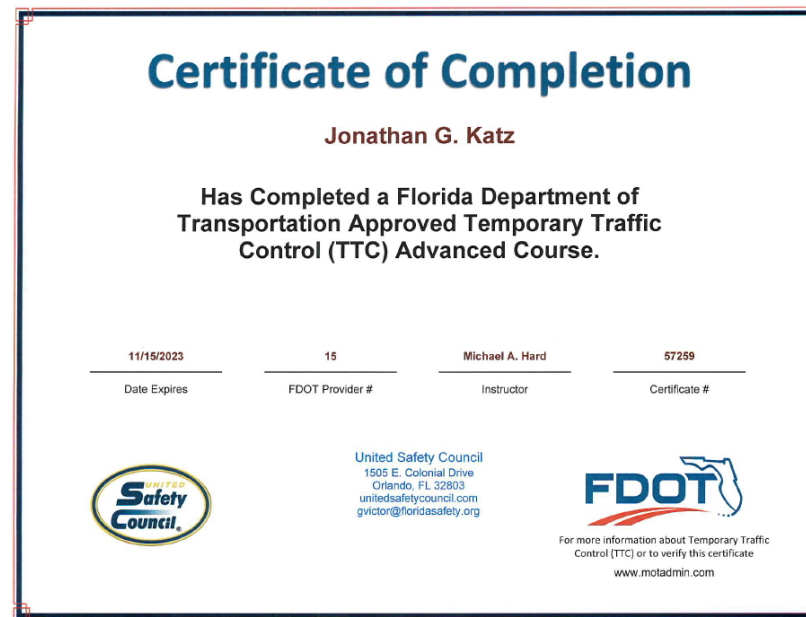 Certificate of Completion
Jonathan G. Katz
Has Completed a Florida Department of
Transportation Approved Temporary Traffic
Control (TTC) Advanced Course.
11/15/2023
Date Expires
15
FDOT Provider #
Michael A. Hard
Instructor
57259
Certificate #
UNITED
Safety
Council®
United Safety Council
1505 E. Colonial Drive
Orlando, FL 32803
unitedsafetycouncil.com
gvictor@floridasafety.org
FDOT
For more information about Temporary Traffic
Control (TTC) or to verify this certificate
www.motadmin.com